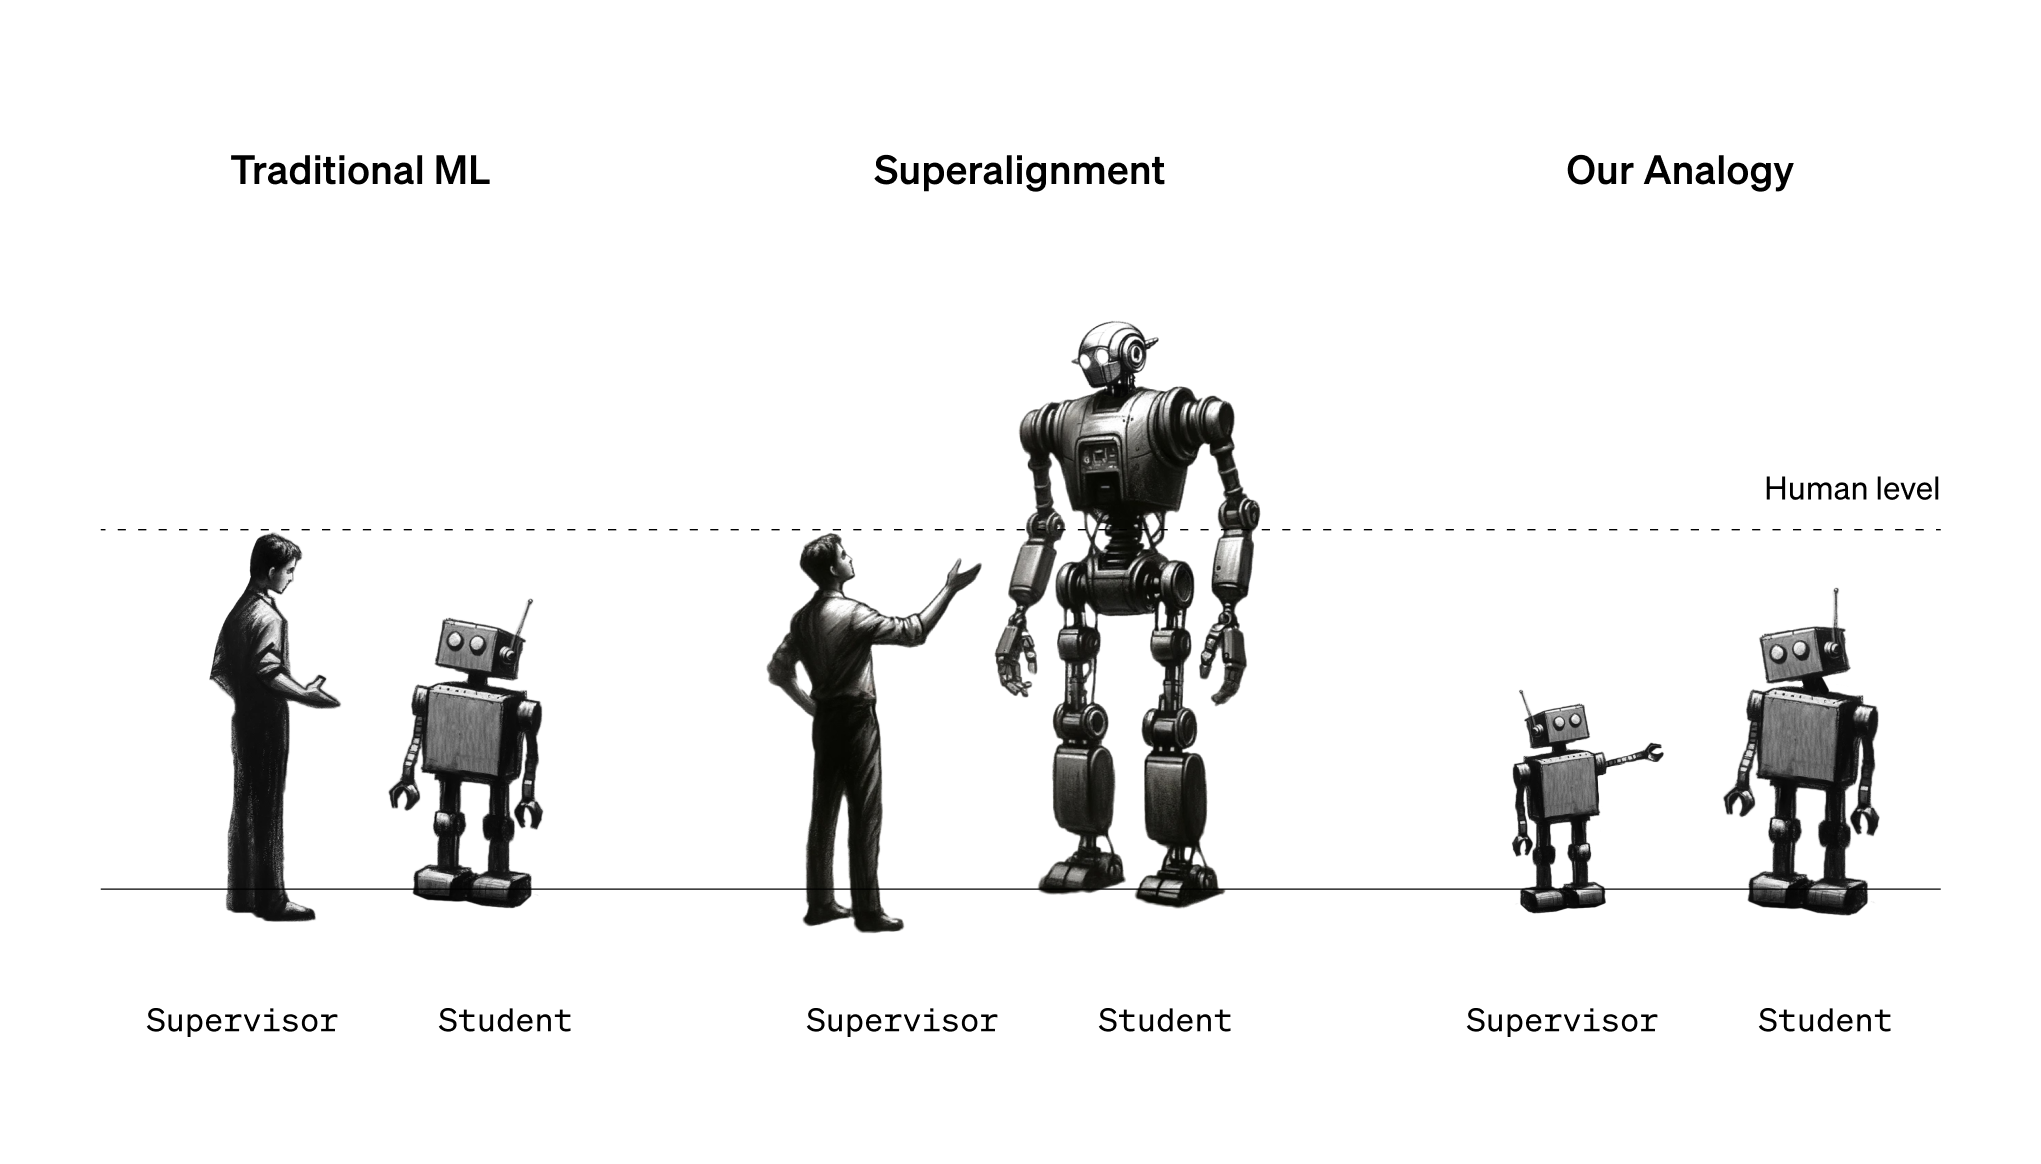 Traditional ML
Superalignment
Our Analogy
Human level
Supervisor
Student
Supervisor
Student
Supervisor
Student